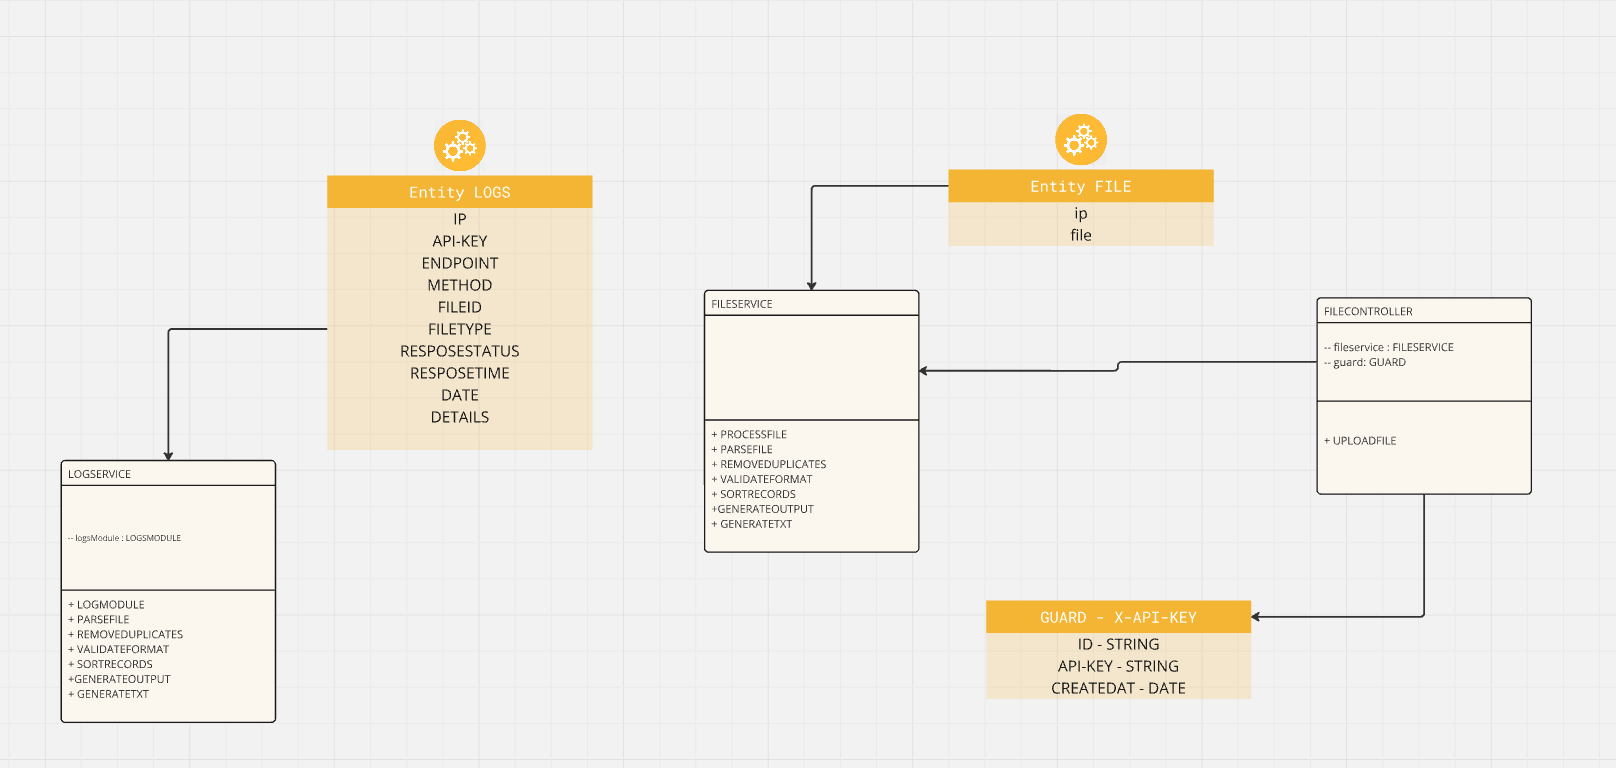 Entity LOGS
IP
API-KEY
ENDPOINT
METHOD
FILEID
FILETYPE
RESPOSESTATUS
RESPOSETIME
DATE
DETAILS
LOGSERVICE
-- logsModule : LOGSMODULE
+ LOGMODULE
+ PARSEFILE
+ REMOVEDUPLICATES
+ VALIDATEFORMAT
+ SORTRECORDS
+GENERATEOUTPUT
+ GENERATETXT
Entity FILE
ip
file
FILESERVICE
+ PROCESSFILE
+ PARSEFILE
+ REMOVEDUPLICATES
+ VALIDATEFORMAT
+ SORTRECORDS
+GENERATEOUTPUT
+ GENERATETXT
FILECONTROLLER
-- fileservice : FILESERVICE
-- guard: GUARD
+ UPLOADFILE
GUARD - X-API-KEY
ID - STRING
API-KEY - STRING
CREATEDAT - DATE